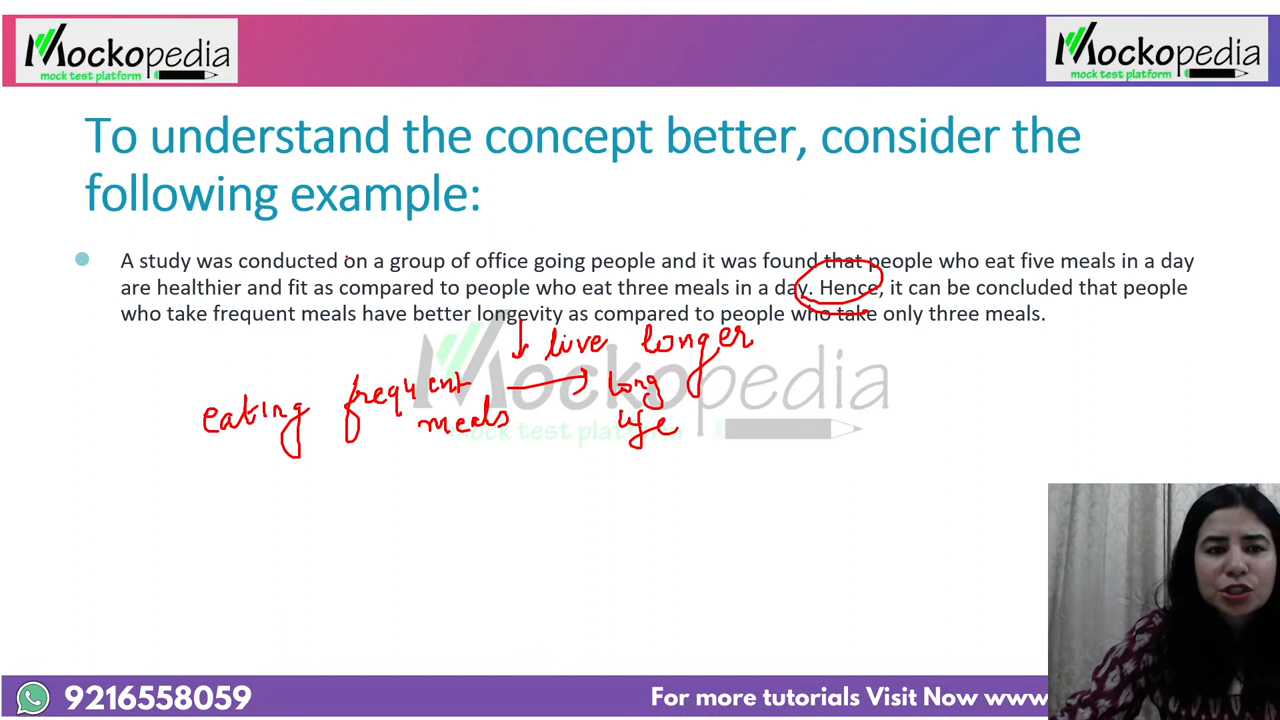 Mockopedia
mock test platform
Mockopedia
mock test platform
To understand the concept better, consider the
following example:
A study was conducted on a group of office going people and it was found that people who eat five meals in a day
are healthier and fit as compared to people who eat three meals in a day. Hence, it can be concluded that people
who take frequent meals have better longevity as compared to people who take only three meals.
live longer
eating frequent meals
long life
Mockopedia
mock test platform
9216558059
For more tutorials Visit Now www